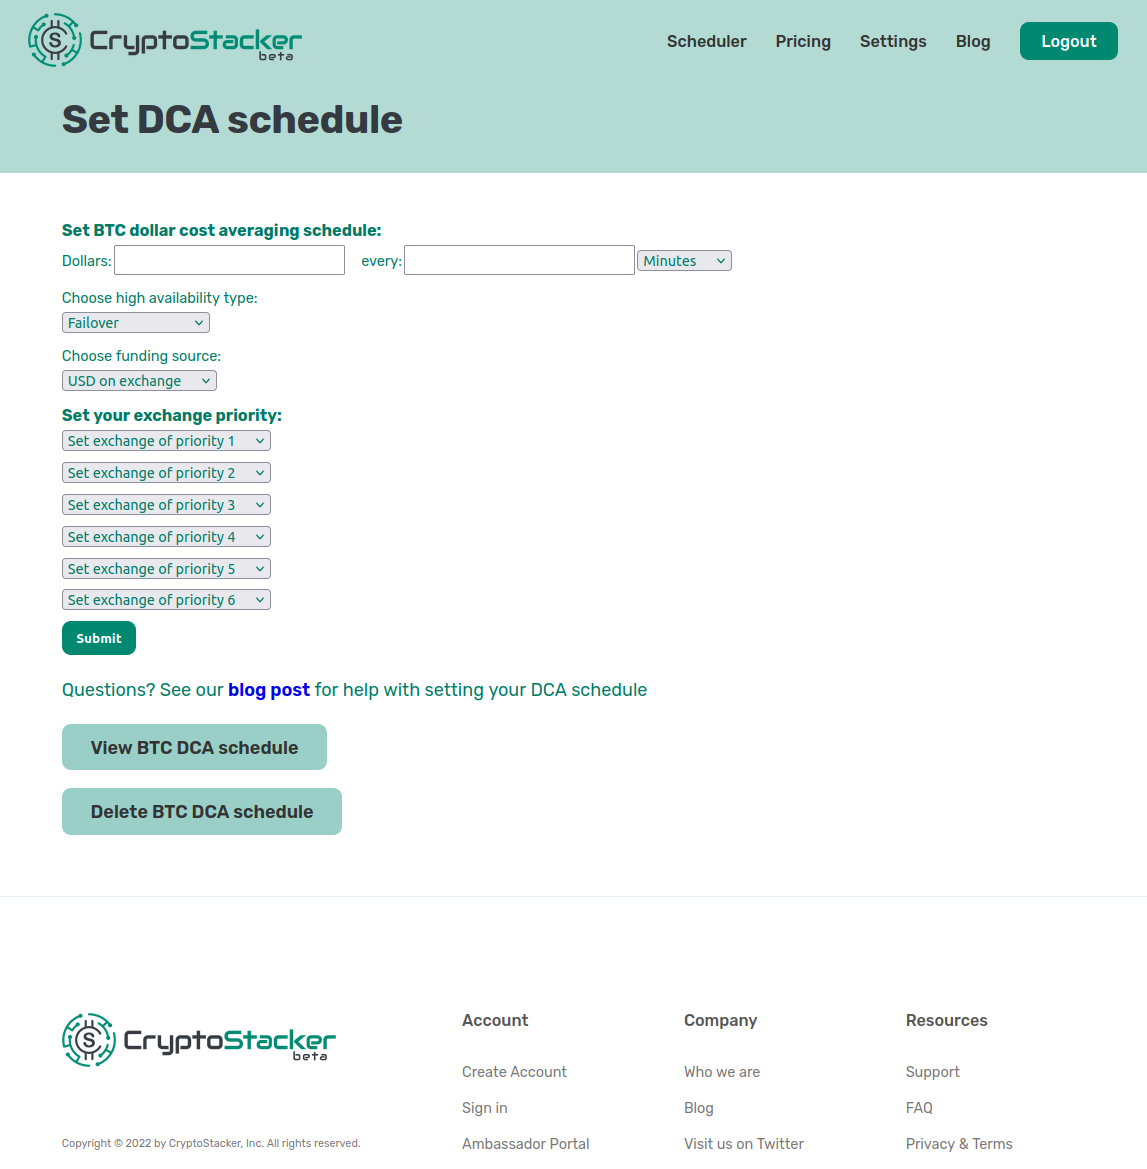 CryptoStacker
beta
Scheduler Pricing Settings Blog Logout
Set DCA schedule
Set BTC dollar cost averaging schedule:
Dollars: every: Minutes
Choose high availability type:
Failover
Choose funding source:
USD on exchange
Set your exchange priority:
Set exchange of priority 1
Set exchange of priority 2
Set exchange of priority 3
Set exchange of priority 4
Set exchange of priority 5
Set exchange of priority 6
Submit
Questions? See our blog post for help with setting your DCA schedule
View BTC DCA schedule
Delete BTC DCA schedule
CryptoStacker
beta
Copyright © 2022 by CryptoStacker, Inc. All rights reserved.
Account
Create Account
Sign in
Ambassador Portal
Company
Who we are
Blog
Visit us on Twitter
Resources
Support
FAQ
Privacy & Terms